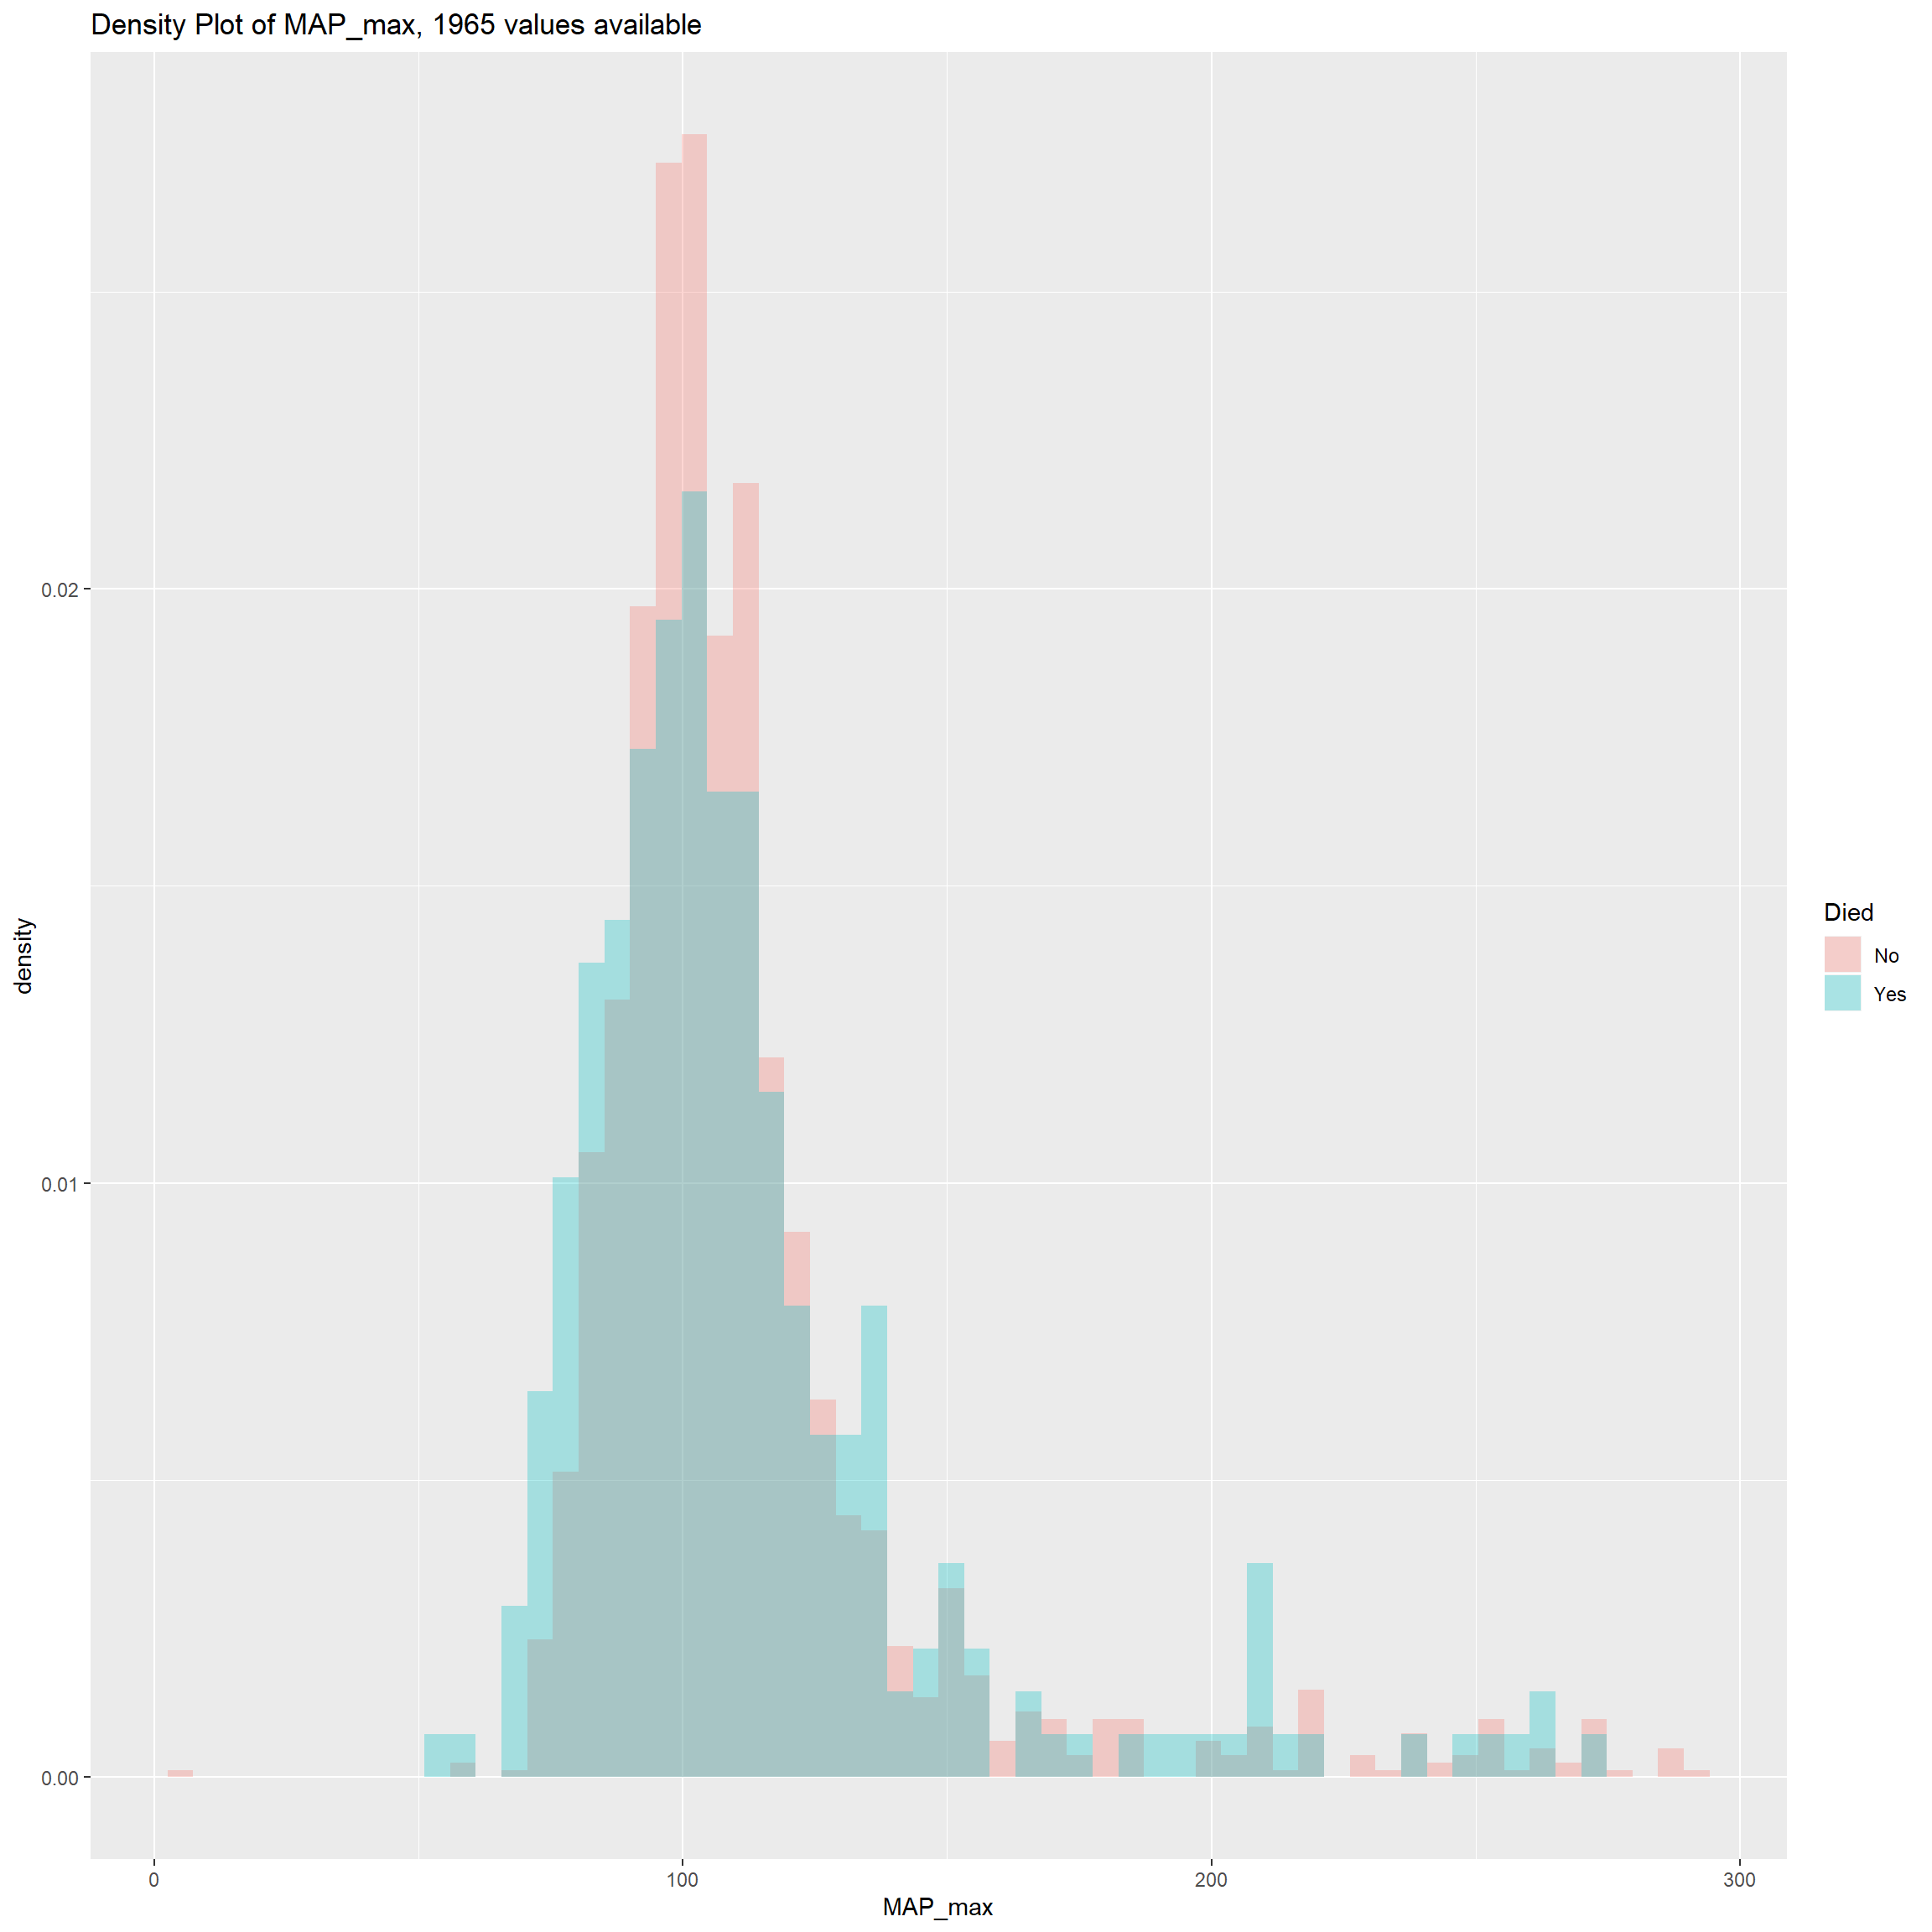 Density Plot of MAP_max, 1965 values available
0.02
0.01
0.00
density
0
100
200
300
MAP_max
Died
No
Yes